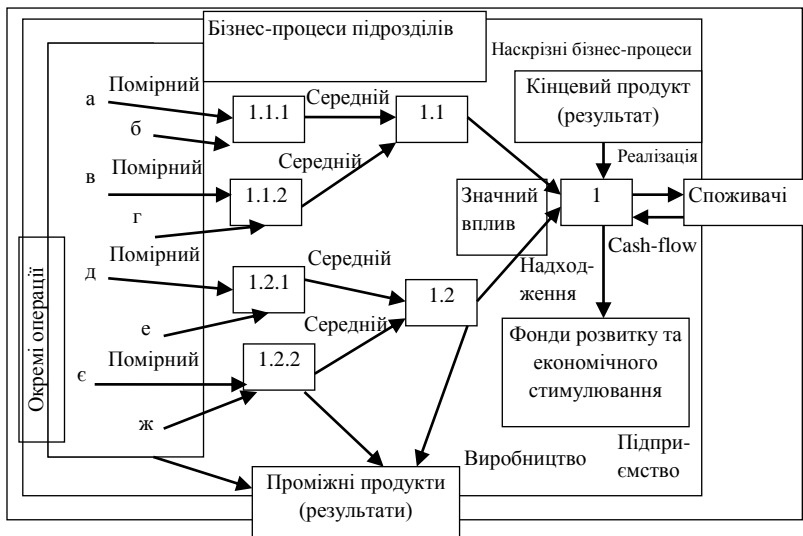 Бізнес-процеси підрозділів
Наскрізні бізнес-процеси
Кінцевий продукт
(результат)
Помірний
а
б
1.1.1
Середній
1.1
Реалізація
Помірний
в
г
1.1.2
Середній
Значний
вплив
1
Споживачі
Cash-flow
Надход-
ження
Помірний
д
е
1.2.1
Середній
1.2
Середній
Окремі операції
Помірний
є
ж
1.2.2
Фонди розвитку та
економічного
стимулювання
Виробництво
Підпри-
ємство
Проміжні продукти
(результати)